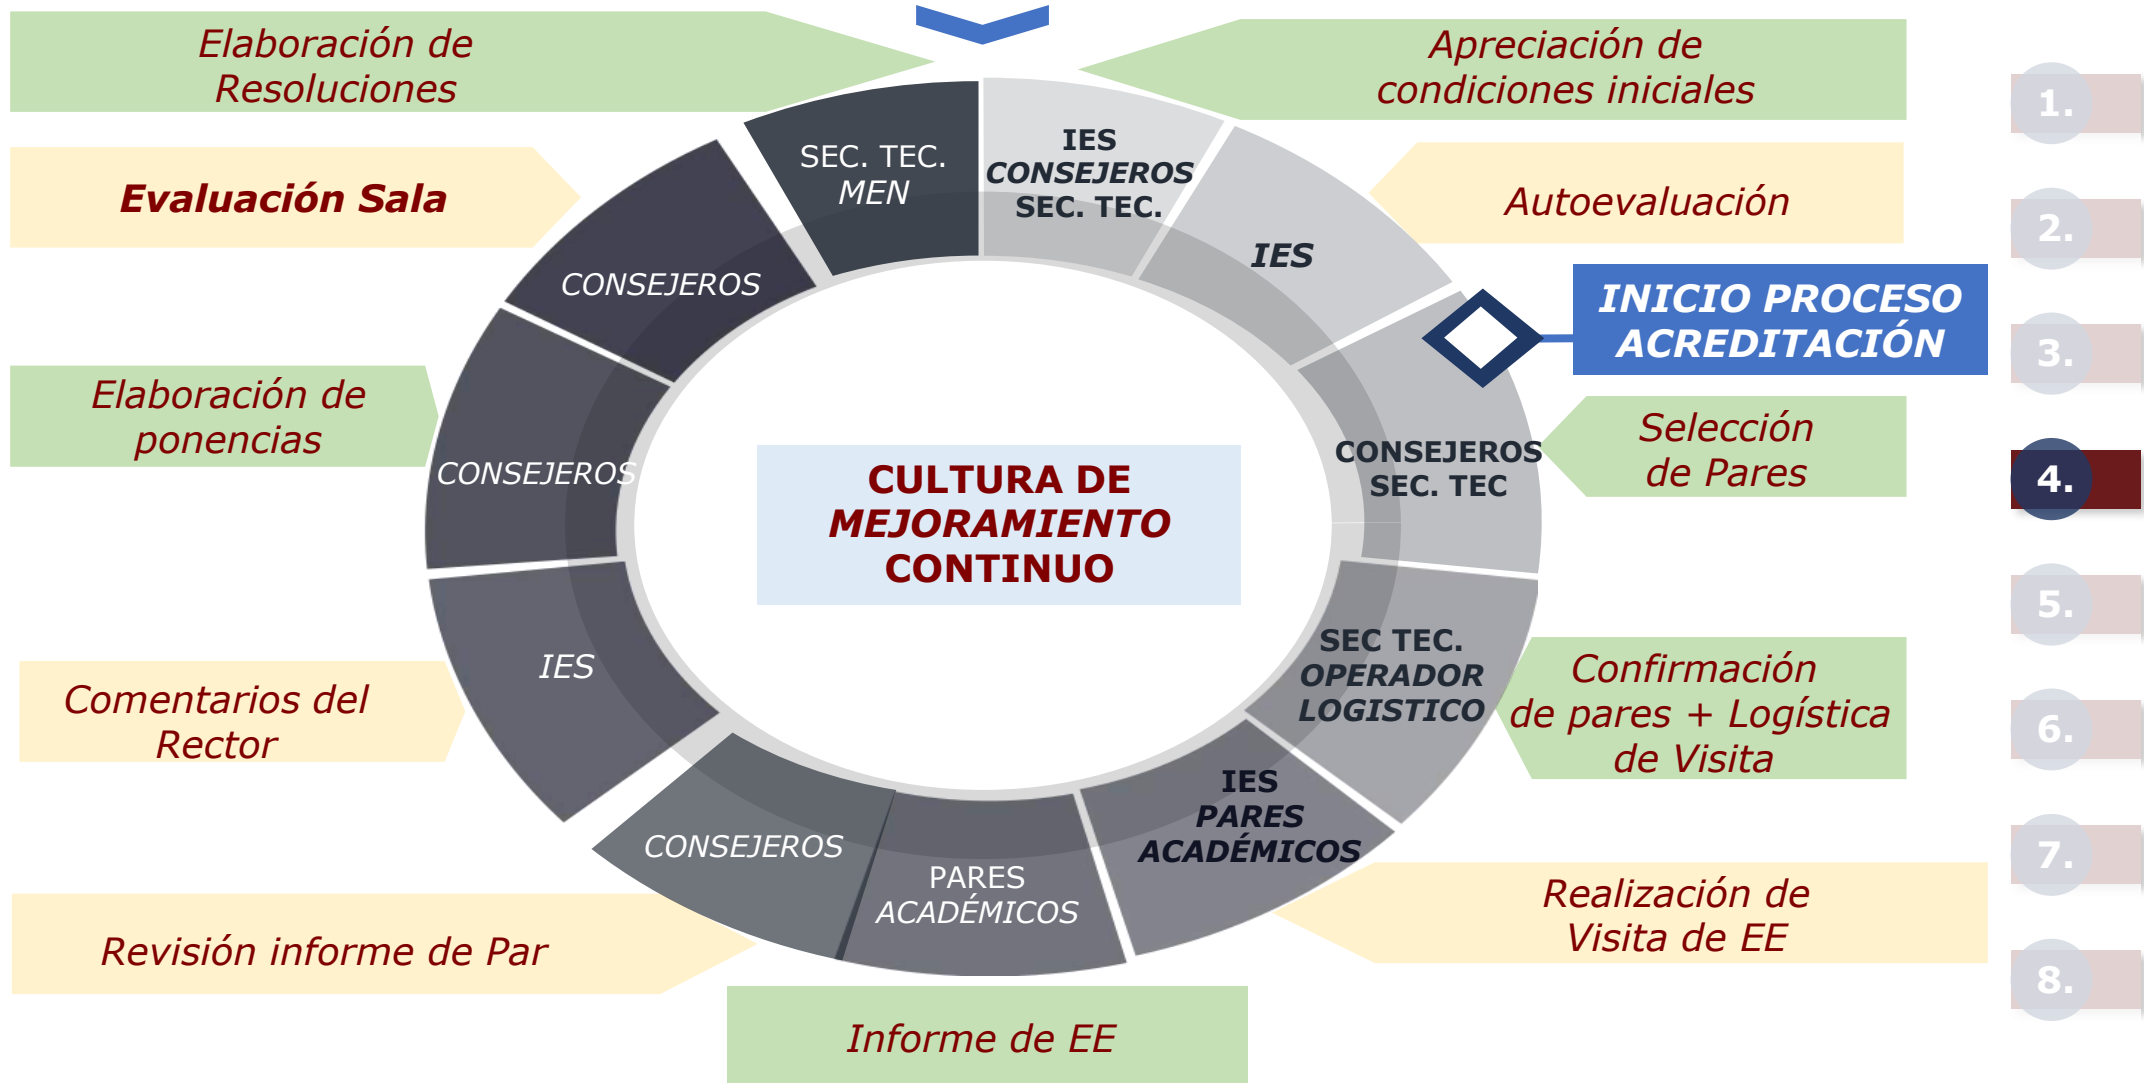 Elaboración de
Resoluciones
Apreciación de
condiciones iniciales
SEC. TEC.
MEN
IES
CONSEJEROS
SEC. TEC.
Evaluación Sala
Autoevaluación
IES
CONSEJEROS
INICIO PROCESO
ACREDITACIÓN
Elaboración de
ponencias
CONSEJEROS
CONSEJEROS
SEC. TEC
Selección
de Pares
CULTURA DE
MEJORAMIENTO
CONTINUO
IES
SEC TEC.
OPERADOR
LOGISTICO
Confirmación
de pares + Logística
de Visita
Comentarios del
Rector
CONSEJEROS
PARES
ACADÉMICOS
IES
PARES
ACADÉMICOS
Realización de
Visita de EE
Revisión informe de Par
Informe de EE
1.
2.
3.
4.
5.
6.
7.
8.